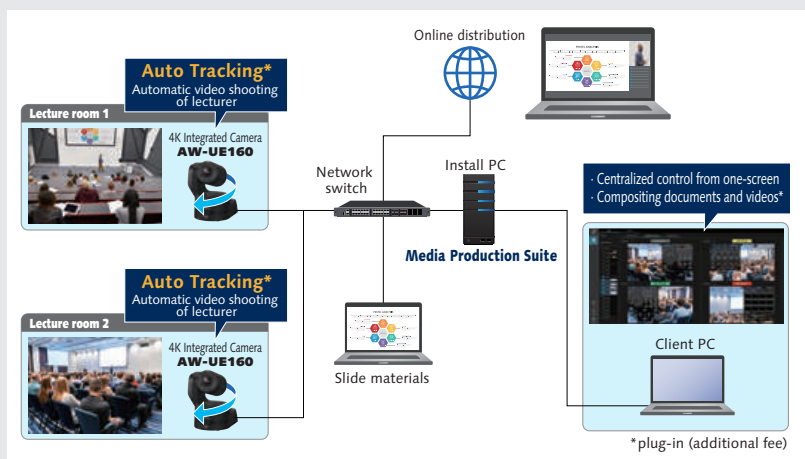 Online distribution
Auto Tracking*
Automatic video shooting
of lecturer
Lecture room 1
4K Integrated Camera
AW-UE160
Network
switch
Install PC
Media Production Suite
· Centralized control from one-screen
· Compositing documents and videos*
Auto Tracking*
Automatic video shooting
of lecturer
Lecture room 2
4K Integrated Camera
AW-UE160
Slide materials
Client PC
*plug-in (additional fee)